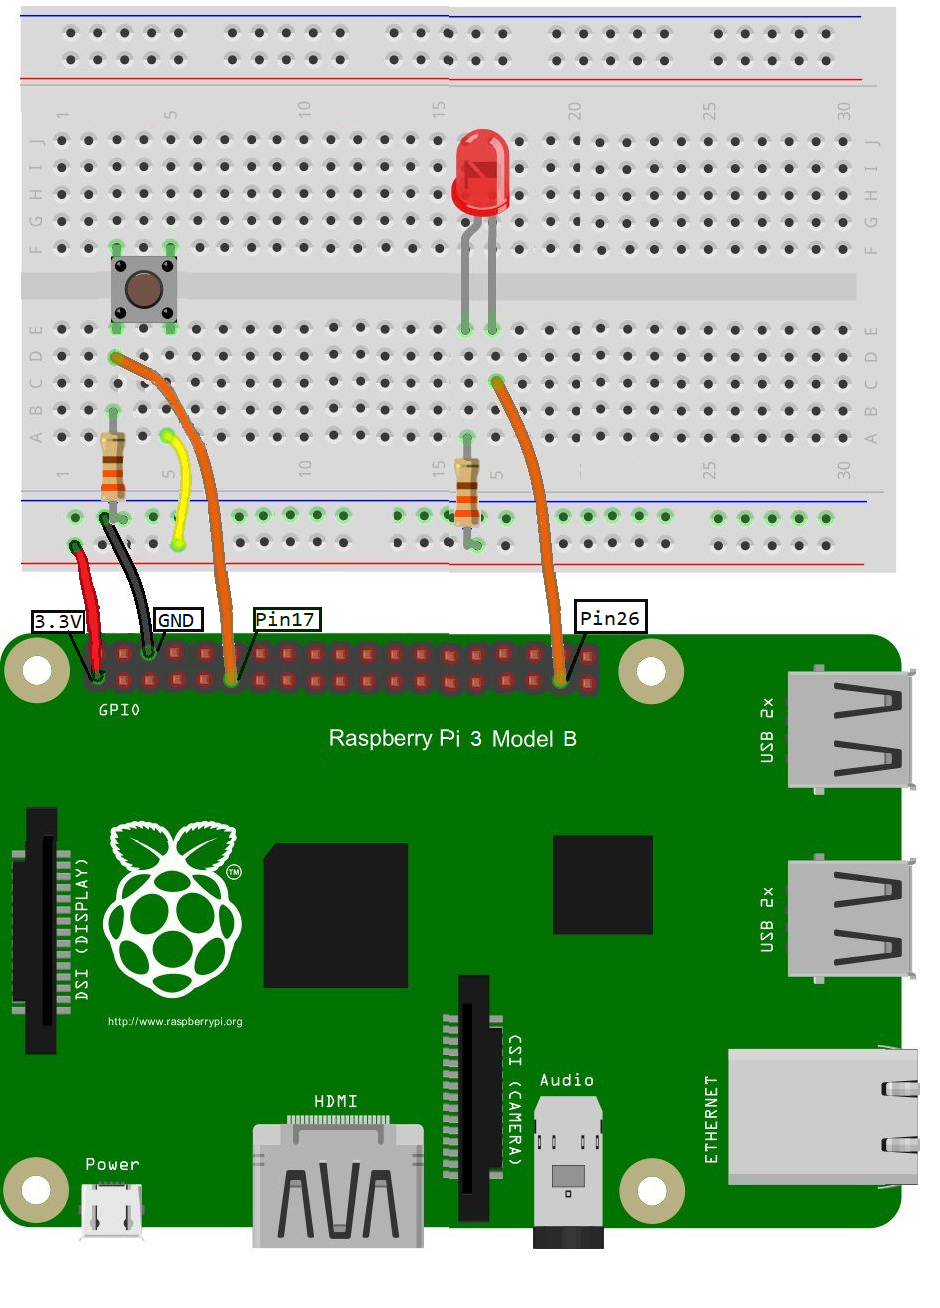 1 5 10 15 20 25 30
J J
I I
H H
G G
F F
E E
D D
C C
B B
A A
1 5 10 5 25 30
3.3V GND Pin17 Pin26
GPIO
Raspberry Pi 3 Model B
USB 2x
TM
DSI (DISPLAY)
USB 2x
http://www.raspberrypi.org
CSI (CAMERA)
Audio
ETHERNET
HDMI
Power